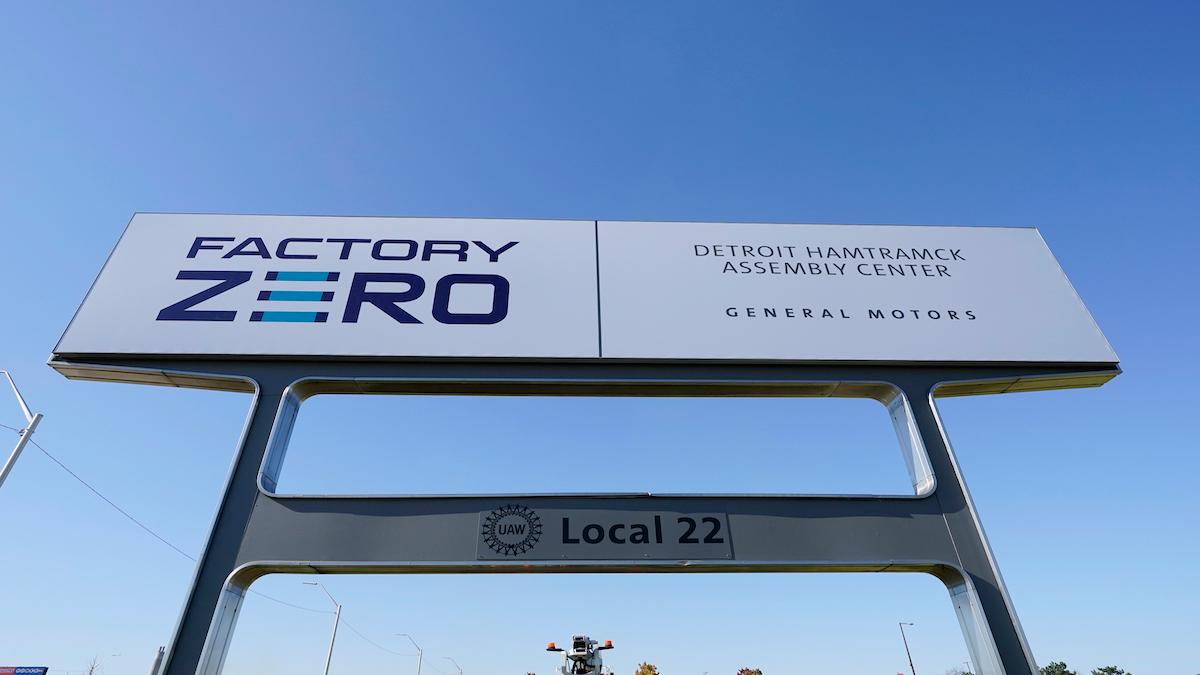 FACTORY
ZERO
DETROIT HAMTRAMCK
ASSEMBLY CENTER
GENERAL MOTORS
UAW
Local 22